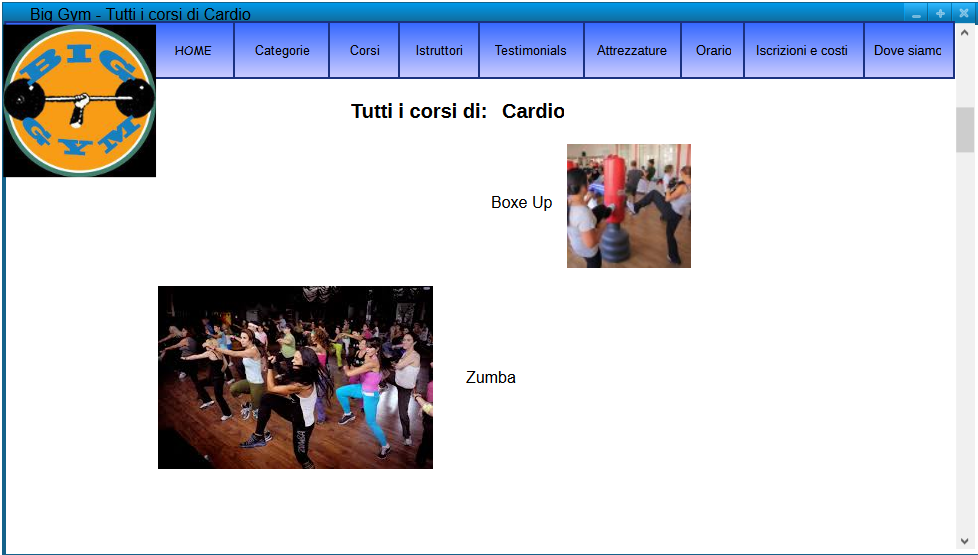 Big Gym - Tutti i corsi di Cardio
BIG
GYM
HOME
Categorie
Corsi
Istruttori
Testimonials
Attrezzature
Orario
Iscrizioni e costi
Dove siamo
Tutti i corsi di: Cardio
Boxe Up
Zumba
ZUMBA